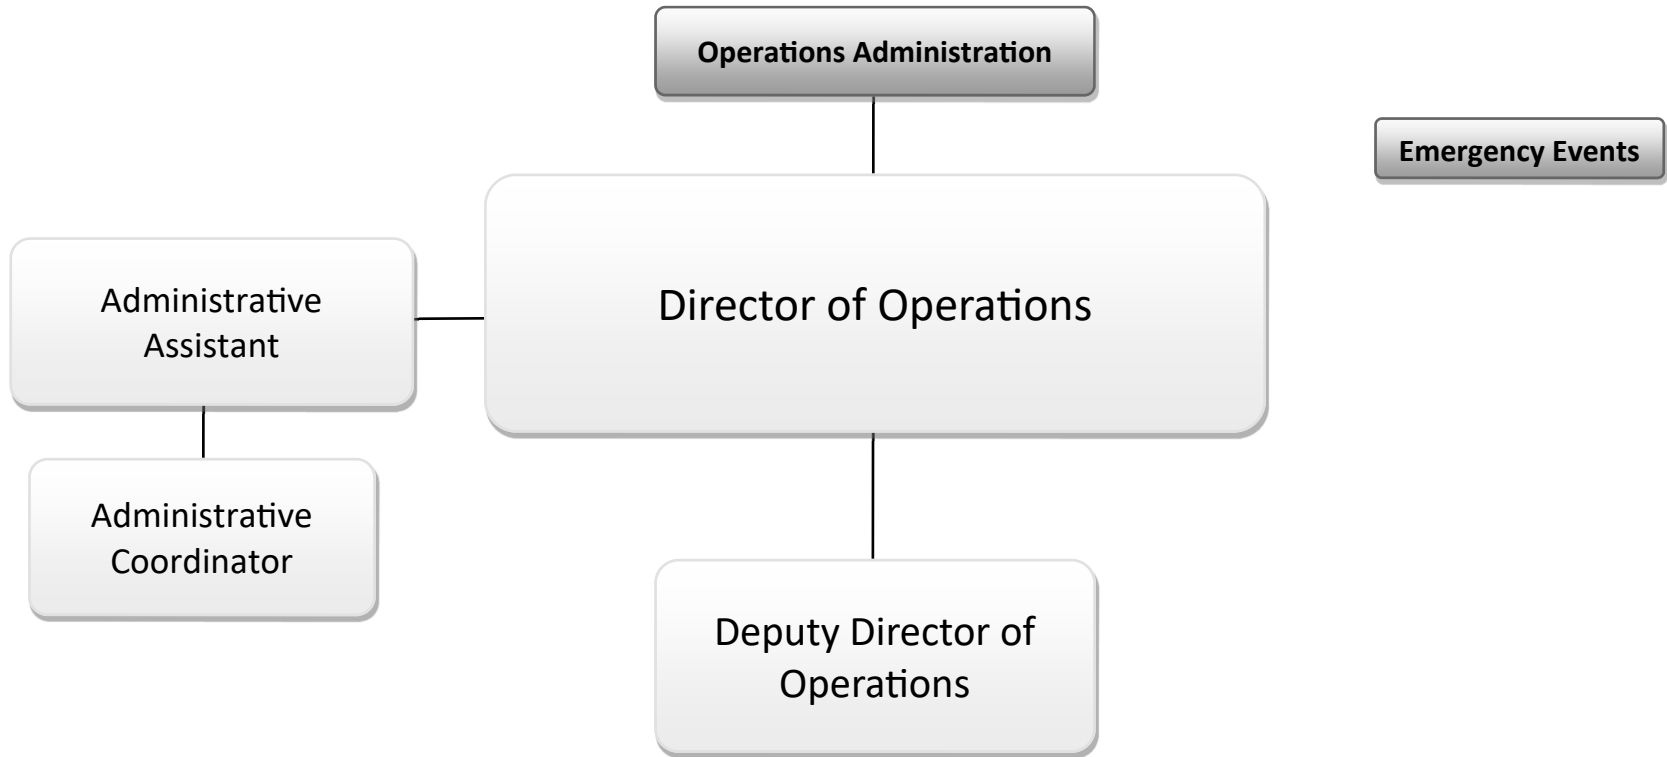 Operations Administration
Emergency Events
Director of Operations
Administrative
Assistant
Administrative
Coordinator
Deputy Director of
Operations